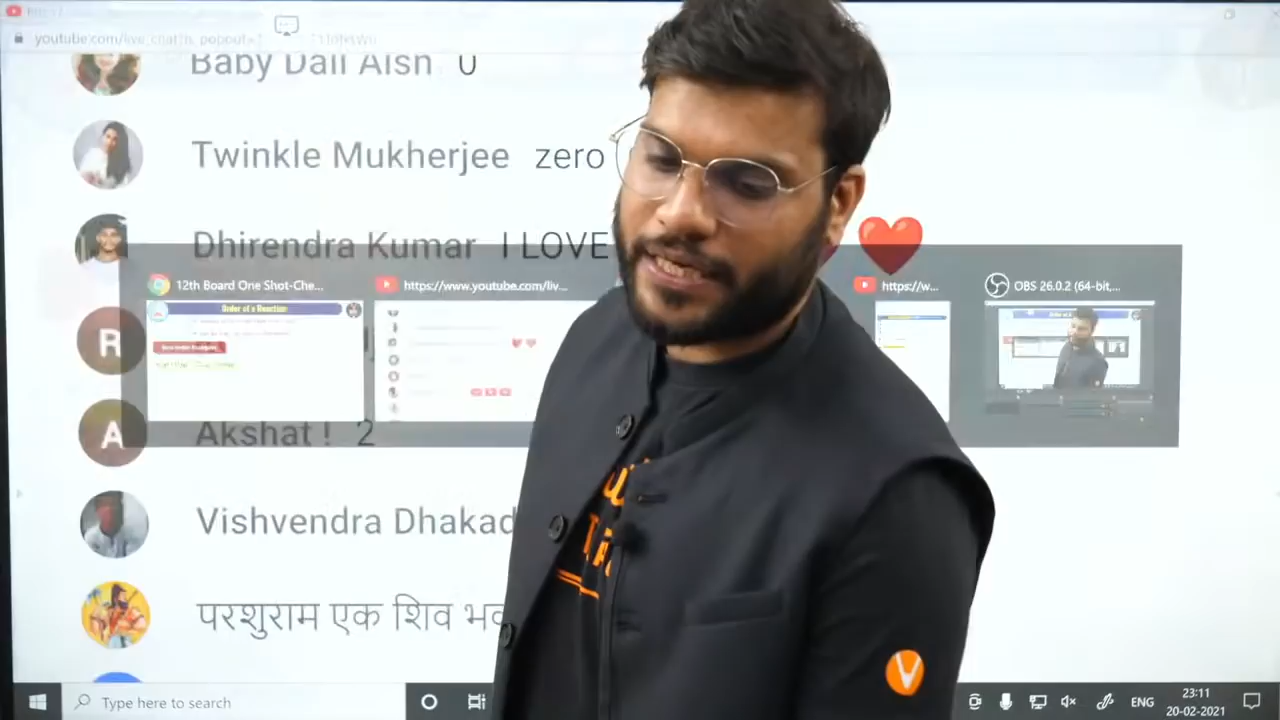 youtube.com/live_chat?is_popout=1
Baby Dall Aish 0
Twinkle Mukherjee zero
Dhirendra Kumar I LOVE
12th Board One Shot-Che...
https://www.youtube.com/liv...
https://w...
OBS 26.0.2 (64-bit,...
Order of a Reaction
R
A
Akshat ! 2
Vishvendra Dhakad
परशुराम एक शिव
Type here to search
ENG
23:11
20-02-2021